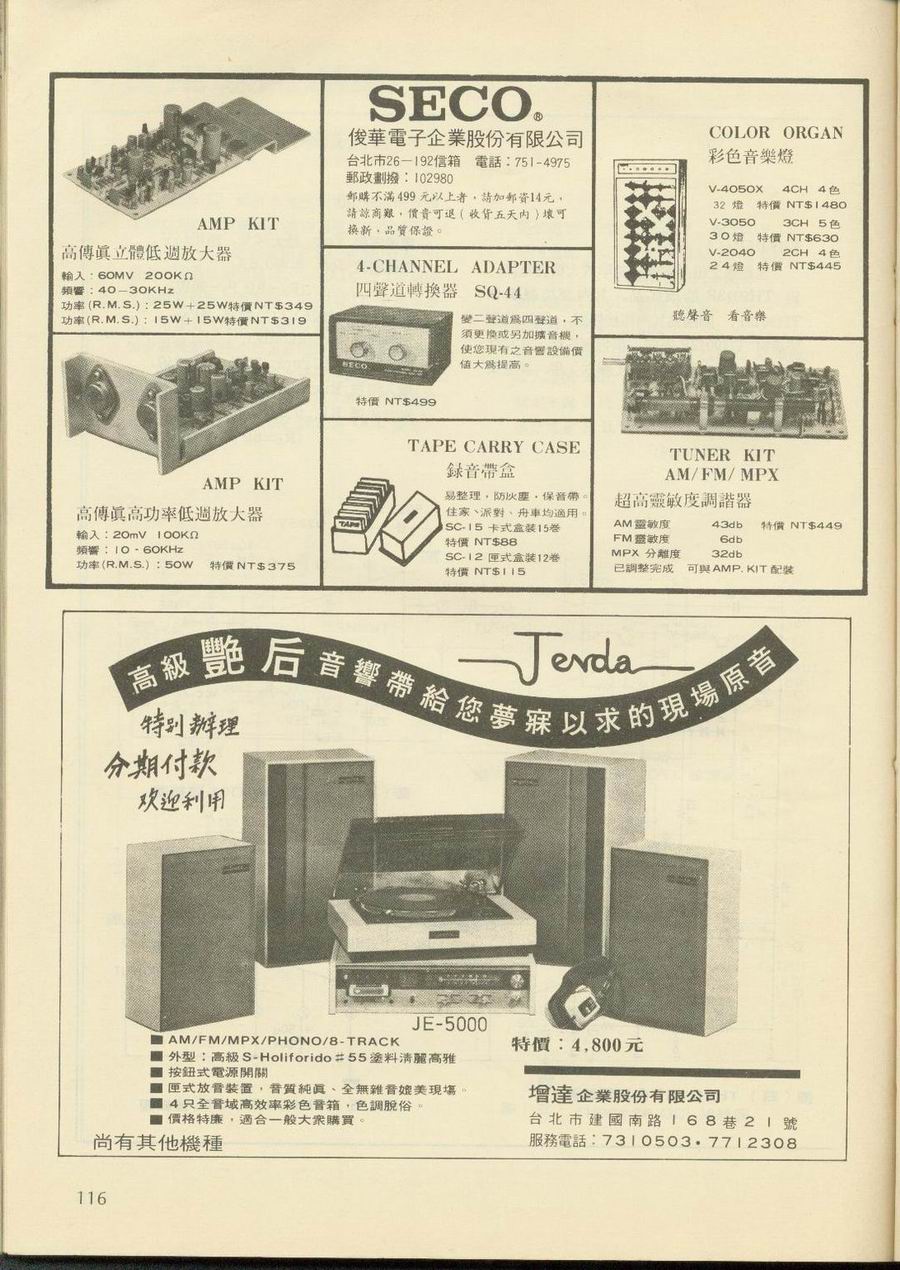 AMP KIT
高傳眞立體低週放大器
輸入：60MV 200KΩ
頻響：40－30KHz
功率(R.M.S.)：25W＋25W特價NT$349
功率(R.M.S.)：15W＋15W特價NT$319
SECO®
俊華電子企業股份有限公司
台北市26－192信箱 電話：751-4975
郵政劃撥：102980
郵購不滿499元以上者，請加郵資14元，
請諒商艱，價貴可退（收貨五天內）壞可
換新，品質保證。
COLOR ORGAN
彩色音樂燈
V-4050X 4CH 4色
32燈 特價 NT$1480
V-3050 3CH 5色
30燈 特價 NT$630
V-2040 2CH 4色
24燈 特價 NT$445
聽聲音 看音樂
4-CHANNEL ADAPTER
四聲道轉換器 SQ-44
變二聲道爲四聲道，不
須更換或另加擴音機，
使您現有之音響設備價
値大爲提高。
SECO
特價 NT$499
AMP KIT
高傳眞高功率低週放大器
輸入：20mV 100KΩ
頻響：10-60KHz
功率(R.M.S.)：50W 特價 NT$375
TAPE CARRY CASE
録音帶盒
TAPE
易整理，防灰塵，保音帶。
住家、派對、舟車均適用。
SC-15 卡式盒裝15卷
特價 NT$88
SC-12 匣式盒裝12卷
特價 NT$115
TUNER KIT
AM/FM/MPX
超高靈敏度調諧器
AM靈敏度 43db 特價 NT$449
FM靈敏度 6db
MPX 分離度 32db
已調整完成 可與AMP. KIT配裝
Jenda
高級艷后音響帶給您夢寐以求的現場原音
特別辦理
分期付款
欢迎利用
JE-5000
■ AM/FM/MPX/PHONO/8-TRACK
■ 外型：高級S-Holiforido＃55塗料淸麗高雅
■ 按鈕式電源開關
■ 匣式放音裝置，音質純眞、全無雜音媲美現場。
■ 4只全音域高效率彩色音箱，色調脫俗。
■ 價格特廉，適合一般大衆購買。
尚有其他機種
特價：4,800元
增達企業股份有限公司
台北市建國南路168巷21號
服務電話：7310503・7712308
116